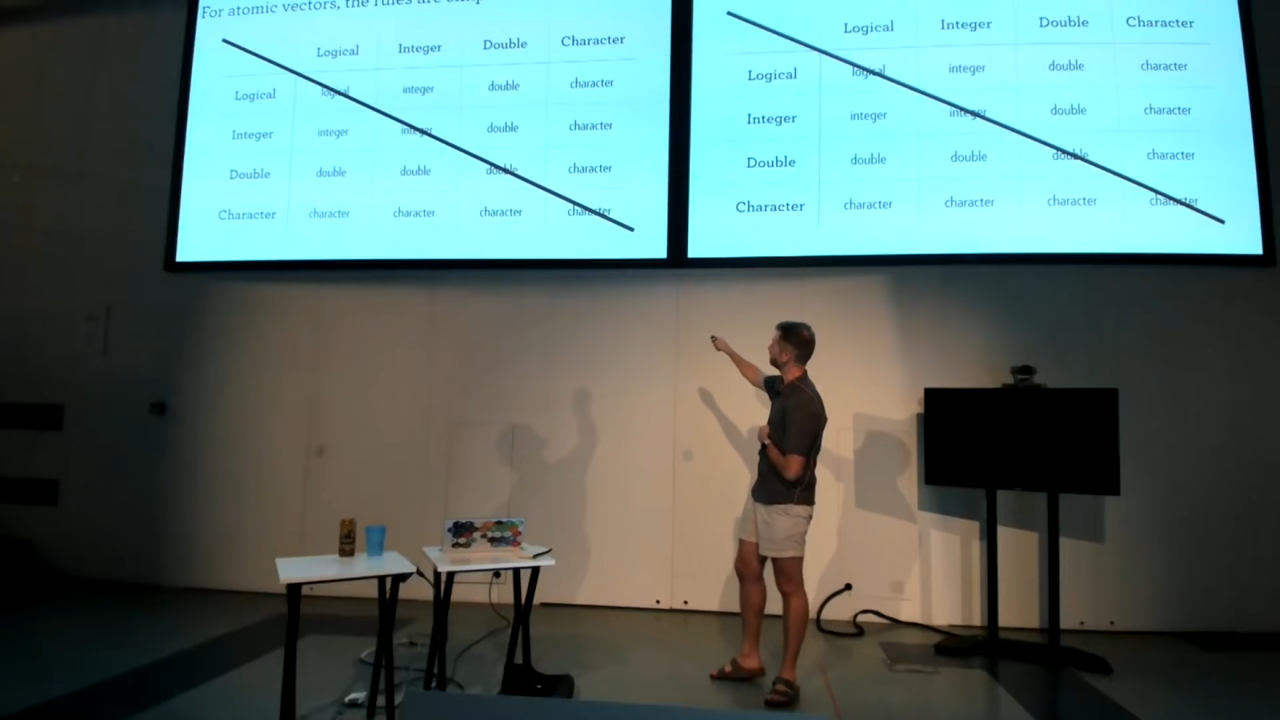 For atomic vectors, the rules are
Logical Integer Double Character
Logical logical integer double character
Integer integer integer double character
Double double double double character
Character character character character character
Logical Integer Double Character
Logical logical integer double character
Integer integer integer double character
Double double double double character
Character character character character character